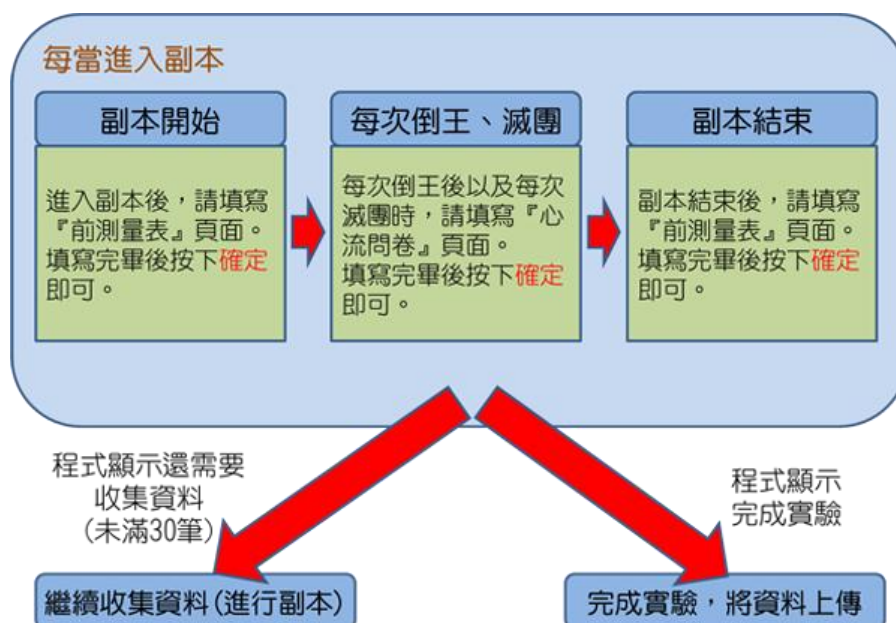 每當進入副本
副本開始
進入副本後，請填寫
『前測量表』頁面。
填寫完畢後按下確定
即可。
每次倒王、滅團
每次倒王後以及每次
滅團時，請填寫『心
流問卷』頁面。
填寫完畢後按下確定
即可。
副本結束
副本結束後，請填寫
『前測量表』頁面。
填寫完畢後按下確定
即可。
程式顯示還需要
收集資料
(未滿30筆)
程式顯示
完成實驗
繼續收集資料(進行副本)
完成實驗，將資料上傳